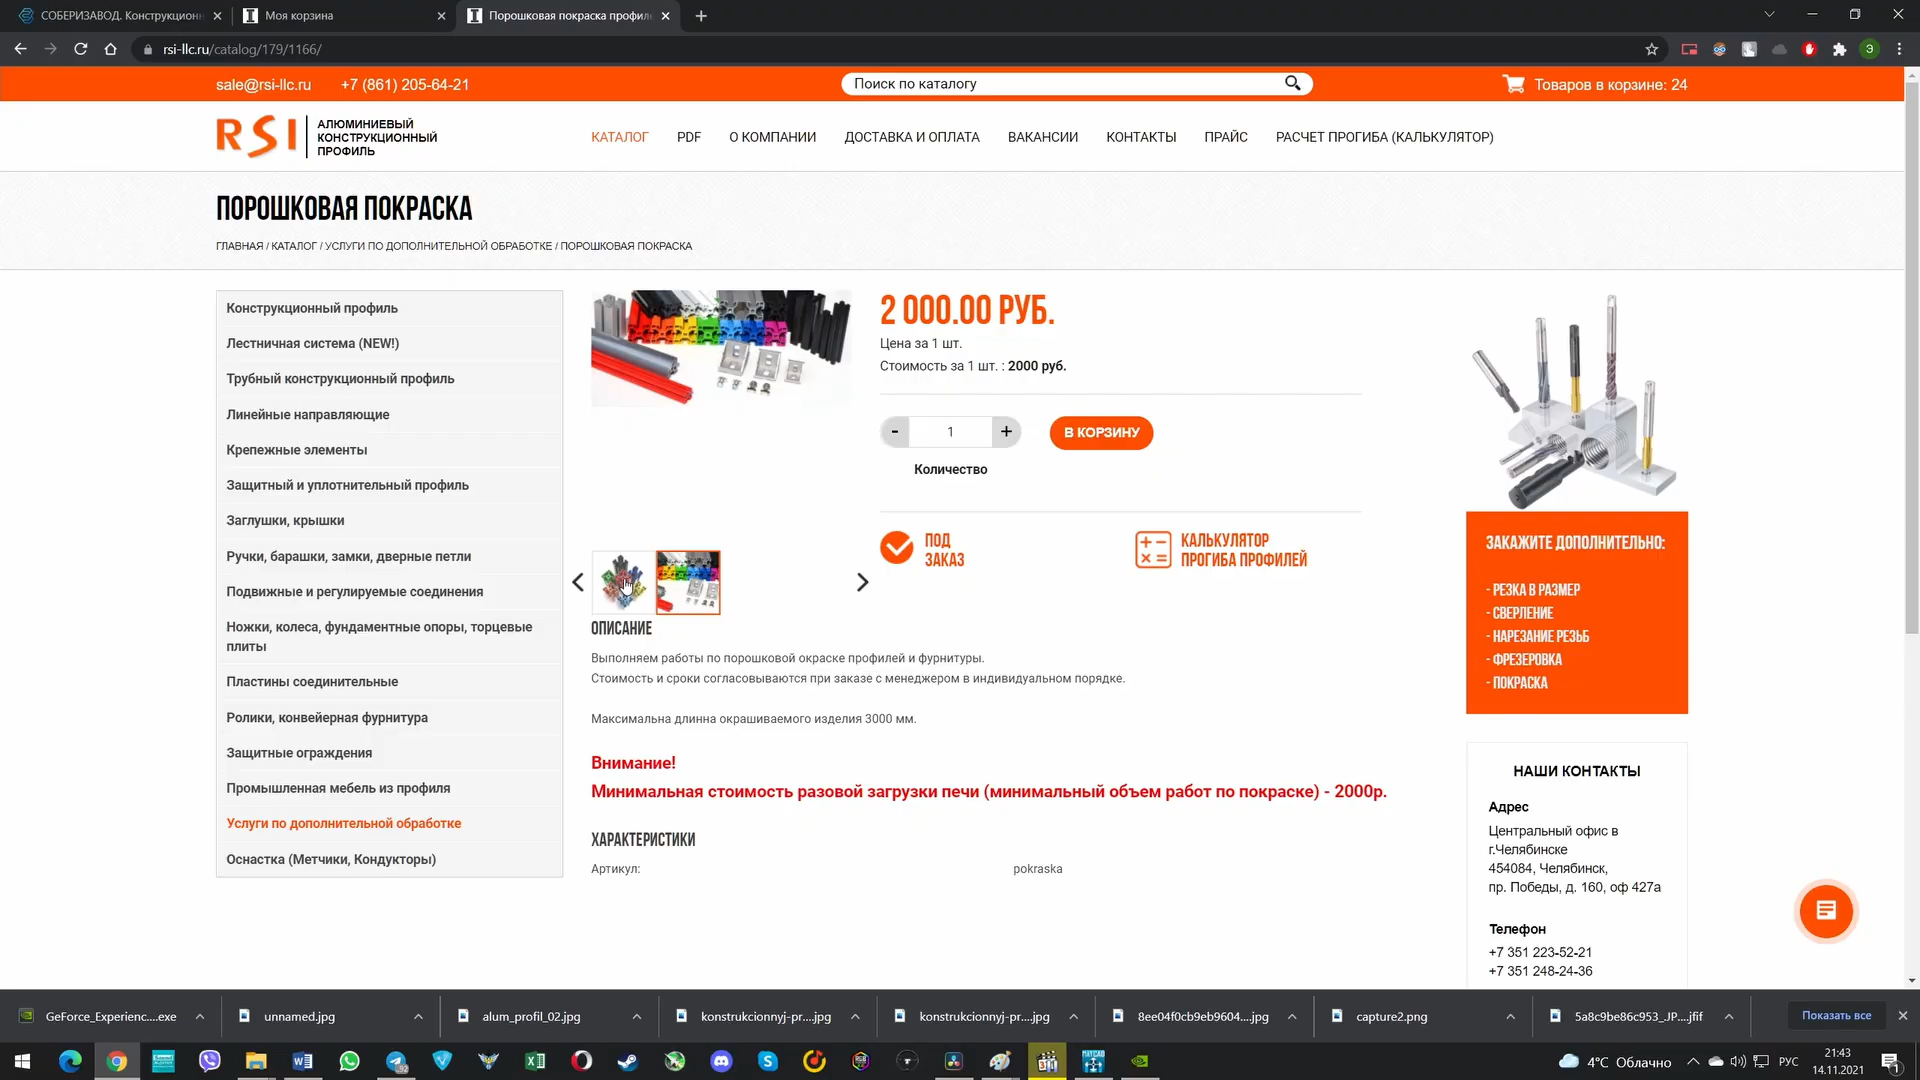 СОБЕРИЗАВОД. Конструкционн
Моя корзина
Порошковая покраска профиле
rsi-llc.ru/catalog/179/1166/
sale@rsi-llc.ru
+7 (861) 205-64-21
Поиск по каталогу
Товаров в корзине: 24
RSI
АЛЮМИНИЕВЫЙ
КОНСТРУКЦИОННЫЙ
ПРОФИЛЬ
КАТАЛОГ
PDF
О КОМПАНИИ
ДОСТАВКА И ОПЛАТА
ВАКАНСИИ
КОНТАКТЫ
ПРАЙС
РАСЧЕТ ПРОГИБА (КАЛЬКУЛЯТОР)
ПОРОШКОВАЯ ПОКРАСКА
ГЛАВНАЯ / КАТАЛОГ / УСЛУГИ ПО ДОПОЛНИТЕЛЬНОЙ ОБРАБОТКЕ / ПОРОШКОВАЯ ПОКРАСКА
Конструкционный профиль
Лестничная система (NEW!)
Трубный конструкционный профиль
Линейные направляющие
Крепежные элементы
Защитный и уплотнительный профиль
Заглушки, крышки
Ручки, барашки, замки, дверные петли
Подвижные и регулируемые соединения
Ножки, колеса, фундаментные опоры, торцевые
плиты
Пластины соединительные
Ролики, конвейерная фурнитура
Защитные ограждения
Промышленная мебель из профиля
Услуги по дополнительной обработке
Оснастка (Метчики, Кондукторы)
2 000.00 РУБ.
Цена за 1 шт.
Стоимость за 1 шт. : 2000 руб.
- 1 +
В КОРЗИНУ
Количество
ПОД
ЗАКАЗ
КАЛЬКУЛЯТОР
ПРОГИБА ПРОФИЛЕЙ
ОПИСАНИЕ
Выполняем работы по порошковой окраске профилей и фурнитуры.
Стоимость и сроки согласовываются при заказе с менеджером в индивидуальном порядке.
Максимальна длинна окрашиваемого изделия 3000 мм.
Внимание!
Минимальная стоимость разовой загрузки печи (минимальный объем работ по покраске) - 2000р.
ХАРАКТЕРИСТИКИ
Артикул:
pokraska
ЗАКАЖИТЕ ДОПОЛНИТЕЛЬНО:
- РЕЗКА В РАЗМЕР
- СВЕРЛЕНИЕ
- НАРЕЗАНИЕ РЕЗЬБ
- ФРЕЗЕРОВКА
- ПОКРАСКА
НАШИ КОНТАКТЫ
Адрес
Центральный офис в
г.Челябинске
454084, Челябинск,
пр. Победы, д. 160, оф 427а
Телефон
+7 351 223-52-21
+7 351 248-24-36
GeForce_Experienc....exe
unnamed.jpg
alum_profil_02.jpg
konstrukcionnyj-pr....jpg
konstrukcionnyj-pr....jpg
8ee04f0cb9eb9604....jpg
capture2.png
5a8c9be86c953_JP....jfif
Показать все
4°C Облачно
РУС
21:43
14.11.2021